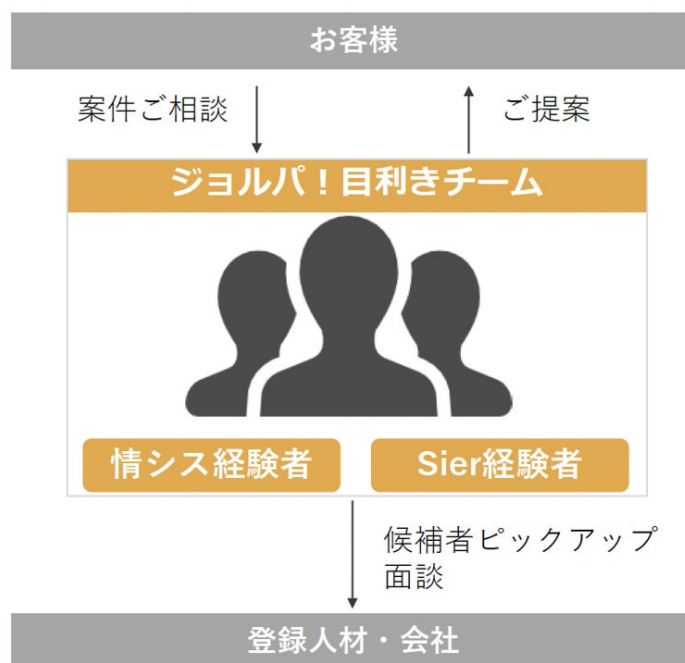 お客様
案件ご相談
ご提案
ジョルパ！目利きチーム
情シス経験者
Sier経験者
候補者ピックアップ
面談
登録人材・会社